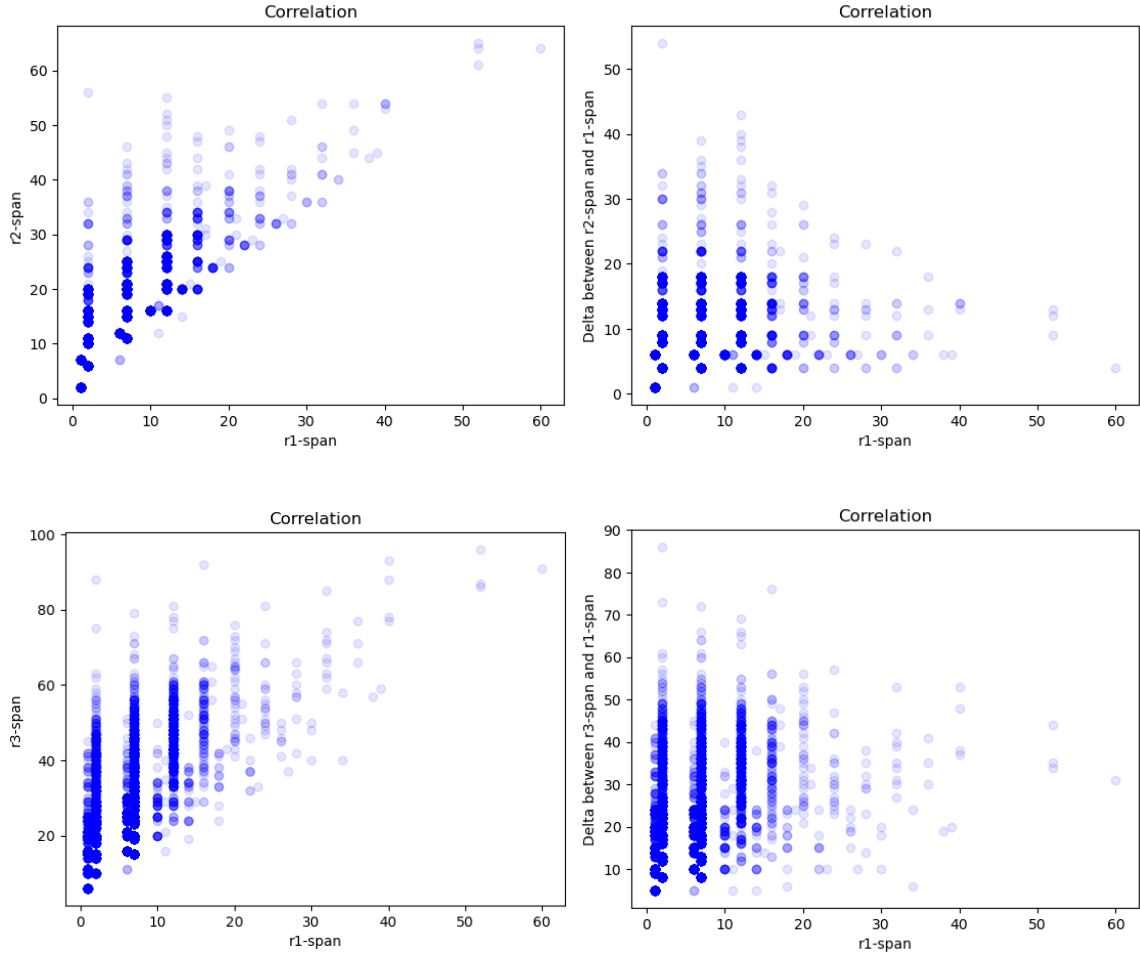 Correlation
r2-span
60
50
40
30
20
10
0
0 10 20 30 40 50 60
r1-span
Correlation
Delta between r2-span and r1-span
50
40
30
20
10
0
0 10 20 30 40 50 60
r1-span
Correlation
r3-span
100
80
60
40
20
0 10 20 30 40 50 60
r1-span
Correlation
Delta between r3-span and r1-span
90
80
70
60
50
40
30
20
10
0 10 20 30 40 50 60
r1-span